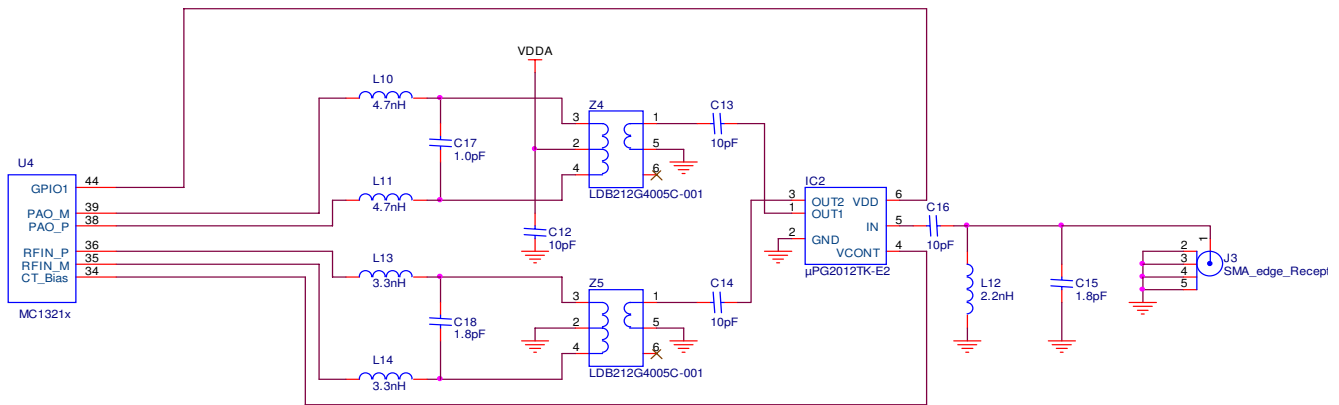 VDDA
L10
4.7nH
C17
1.0pF
L11
4.7nH
Z4
3
2
4
1
5
6
LDB212G4005C-001
C13
10pF
C12
10pF
U4
GPIO1 44
PAO_M 39
PAO_P 38
RFIN_P 36
RFIN_M 35
CT_Bias 34
MC1321x
L13
3.3nH
C18
1.8pF
L14
3.3nH
Z5
3
2
4
1
5
6
LDB212G4005C-001
C14
10pF
IC2
3 OUT2 VDD 6
1 OUT1
IN 5
2 GND
VCONT 4
µPG2012TK-E2
C16
10pF
L12
2.2nH
C15
1.8pF
1
2
3
4
5
J3
SMA_edge_Recept